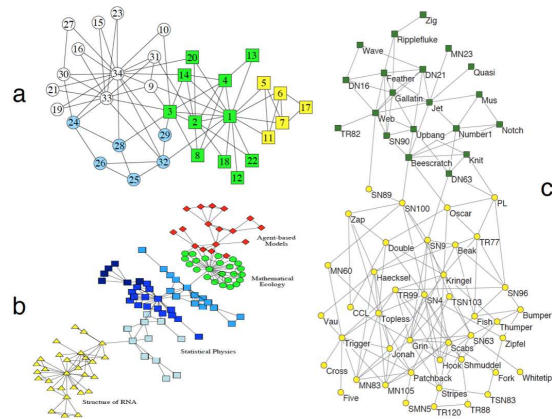 a
27
15
23
16
10
31
30
34
21
33
9
19
24
28
29
26
25
32
20
14
4
13
3
2
1
8
18
12
22
5
6
7
11
17
b
Agent-based
Models
Mathematical
Ecology
Statistical Physics
Structure of RNA
c
Zig
Ripplefluke
Wave
MN23
DN16
Feather
DN21
Quasi
Gallatin
Jet
Mus
Web
TR82
SN90
Upbang
Number1
Notch
Beescratch
Knit
DN63
SN89
SN100
PL
Oscar
Zap
Double
SN9
Beak
TR77
MN60
Haecksel
Kringel
SN96
TR99
SN4
TSN103
CCL
Topless
Vau
Fish
Bumper
Thumper
Trigger
Grin
SN63
Scabs
Zipfel
Jonah
Hook
Shmuddel
Cross
MN83
Patchback
Fork
Whitetip
Five
MN105
Stripes
TSN83
SMN5
TR120
TR88